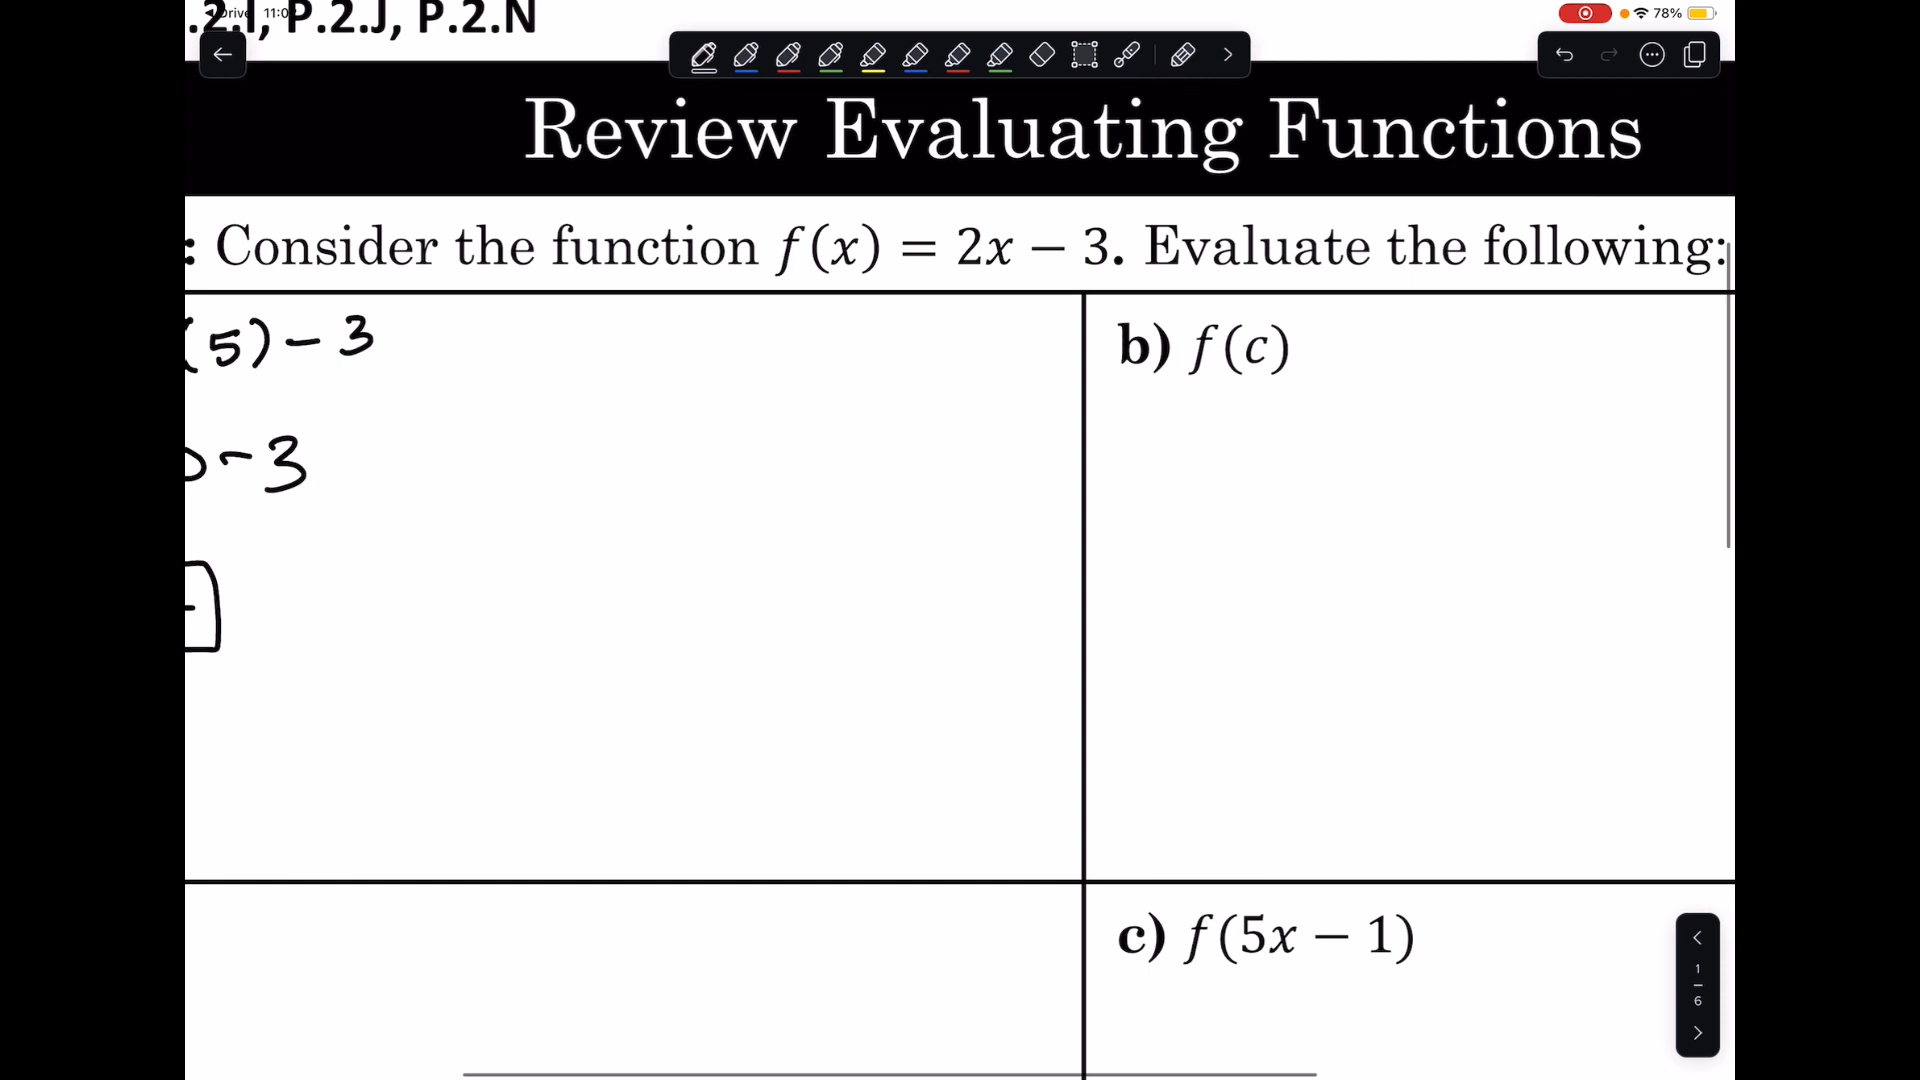 .2.I, P.2.J, P.2.N
78%
Review Evaluating Functions
: Consider the function f(x) = 2x − 3. Evaluate the following:
(5) − 3
b) f(c)
− 3
c) f(5x − 1)
1
6